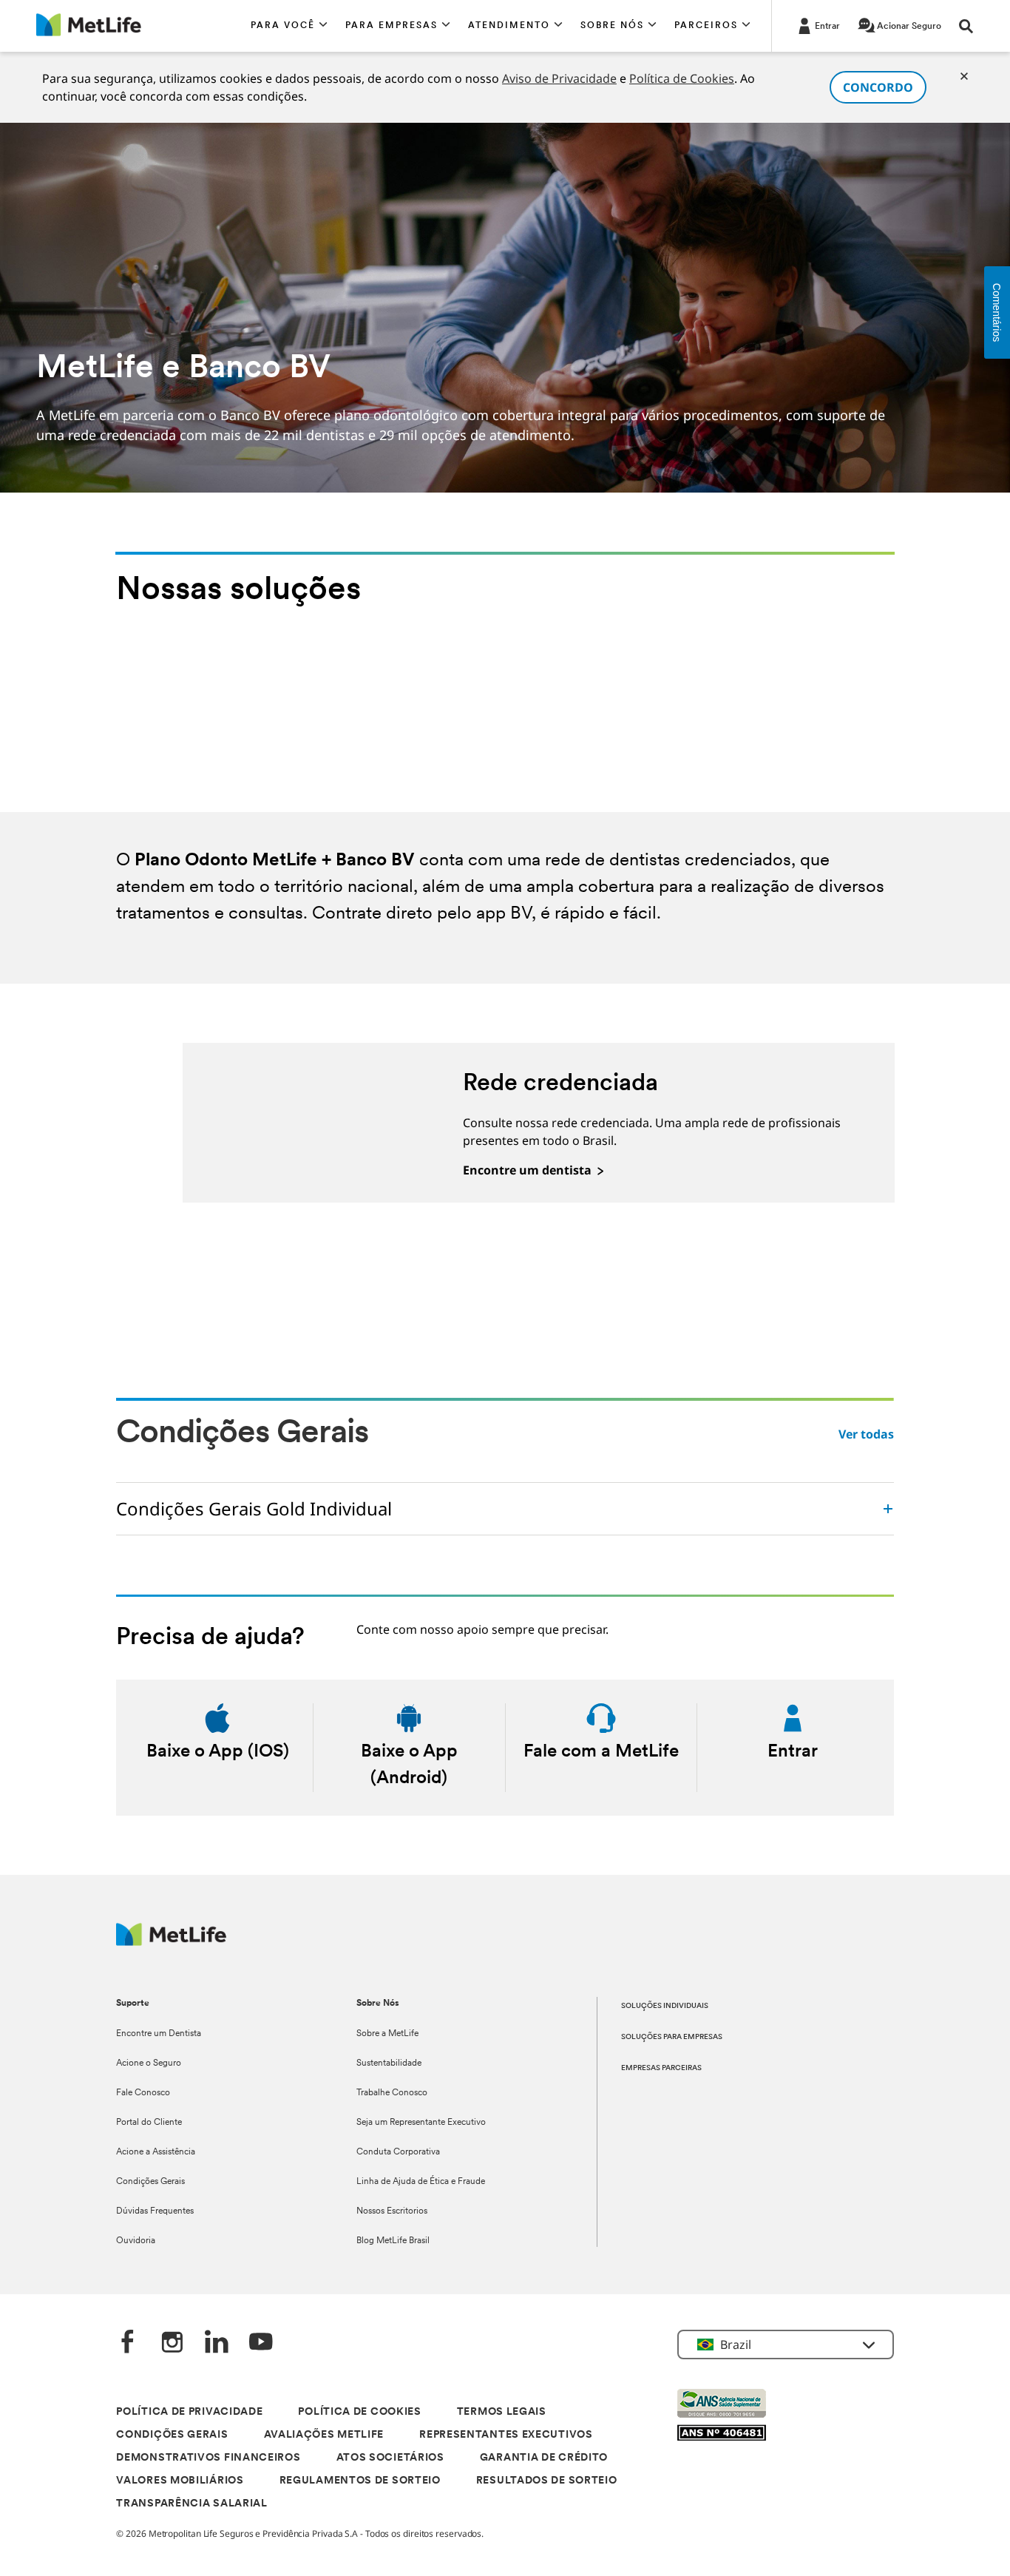 MetLife
PARA VOCÊ
PARA EMPRESAS
ATENDIMENTO
SOBRE NÓS
PARCEIROS
Entrar
Acionar Seguro
Para sua segurança, utilizamos cookies e dados pessoais, de acordo com o nosso Aviso de Privacidade e Política de Cookies. Ao
continuar, você concorda com essas condições.
CONCORDO
Comentários
MetLife e Banco BV
A MetLife em parceria com o Banco BV oferece plano odontológico com cobertura integral para vários procedimentos, com suporte de
uma rede credenciada com mais de 22 mil dentistas e 29 mil opções de atendimento.
Nossas soluções
O Plano Odonto MetLife + Banco BV conta com uma rede de dentistas credenciados, que
atendem em todo o território nacional, além de uma ampla cobertura para a realização de diversos
tratamentos e consultas. Contrate direto pelo app BV, é rápido e fácil.
Rede credenciada
Consulte nossa rede credenciada. Uma ampla rede de profissionais
presentes em todo o Brasil.
Encontre um dentista >
Condições Gerais
Ver todas
Condições Gerais Gold Individual
+
Precisa de ajuda?
Conte com nosso apoio sempre que precisar.
Baixe o App (IOS)
Baixe o App
(Android)
Fale com a MetLife
Entrar
MetLife
Suporte
Encontre um Dentista
Acione o Seguro
Fale Conosco
Portal do Cliente
Acione a Assistência
Condições Gerais
Dúvidas Frequentes
Ouvidoria
Sobre Nós
Sobre a MetLife
Sustentabilidade
Trabalhe Conosco
Seja um Representante Executivo
Conduta Corporativa
Linha de Ajuda de Ética e Fraude
Nossos Escritorios
Blog MetLife Brasil
SOLUÇÕES INDIVIDUAIS
SOLUÇÕES PARA EMPRESAS
EMPRESAS PARCEIRAS
Brazil
ANS Agência Nacional de
Saúde Suplementar
DISQUE ANS: 0800 701 9656
ANS Nº 406481
POLÍTICA DE PRIVACIDADE
POLÍTICA DE COOKIES
TERMOS LEGAIS
CONDIÇÕES GERAIS
AVALIAÇÕES METLIFE
REPRESENTANTES EXECUTIVOS
DEMONSTRATIVOS FINANCEIROS
ATOS SOCIETÁRIOS
GARANTIA DE CRÉDITO
VALORES MOBILIÁRIOS
REGULAMENTOS DE SORTEIO
RESULTADOS DE SORTEIO
TRANSPARÊNCIA SALARIAL
© 2026 Metropolitan Life Seguros e Previdência Privada S.A - Todos os direitos reservados.